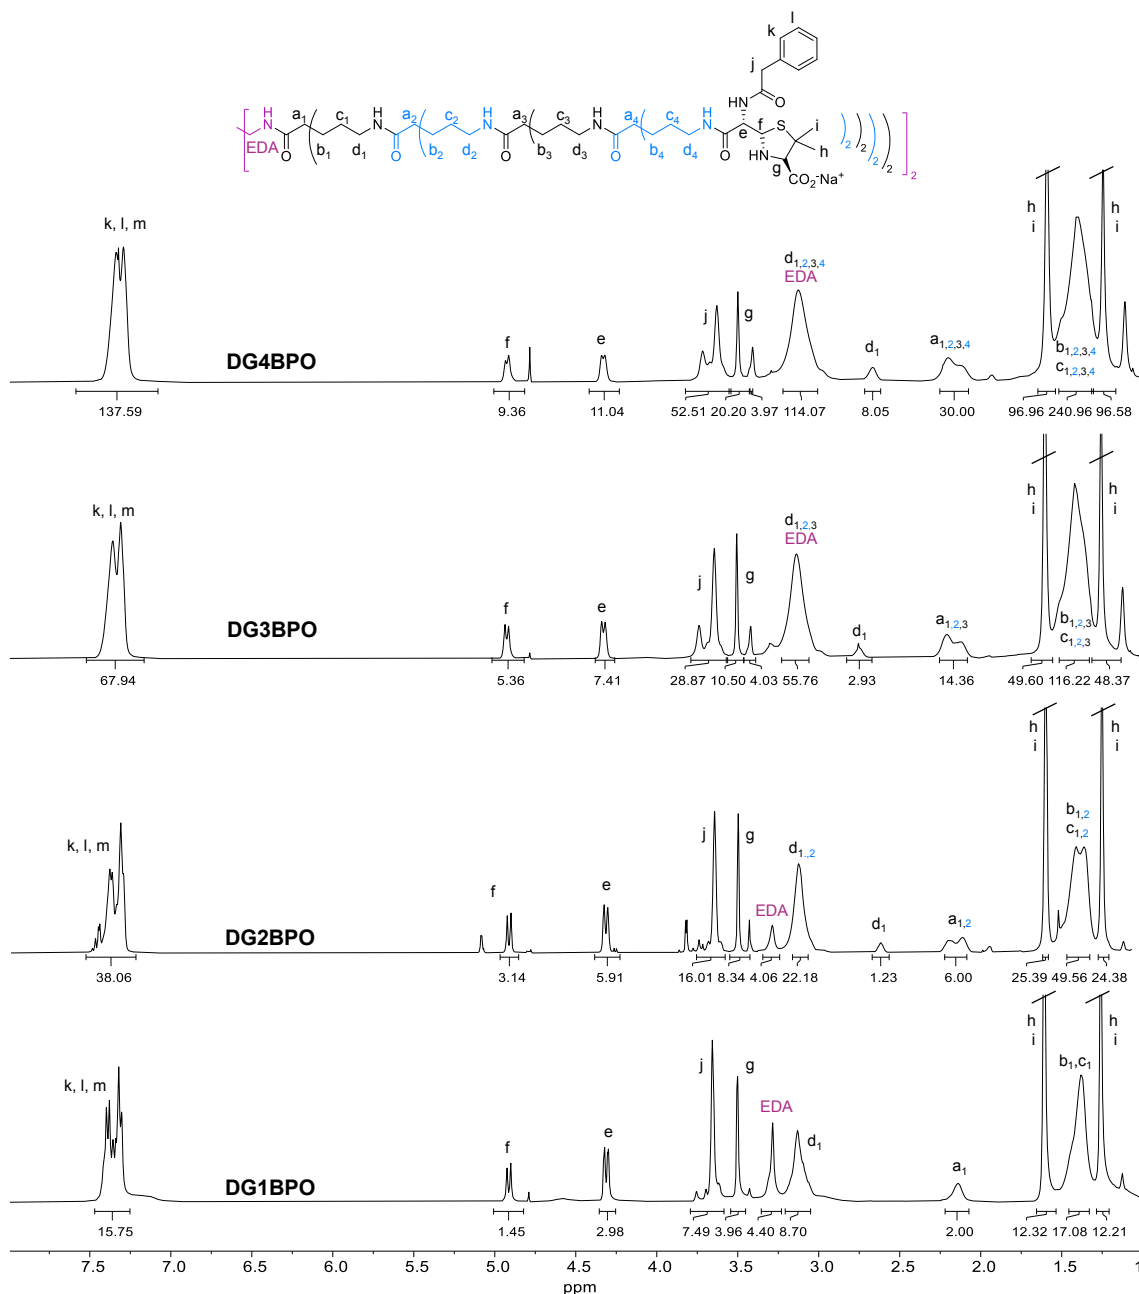 l
k
j
HN
O
H
N
a₁
c₁
H
N
a₂
c₂
H
N
a₃
c₃
H
N
a₄
c₄
H
N
e
f
S
i
EDA
O
b₁
d₁
O
b₂
d₂
O
b₃
d₃
O
b₄
d₄
O
HN
g
h
CO₂-Na⁺
)₂)₂)₂)₂
]₂
k, l, m
f
e
j
g
d₁,₂,₃,₄
EDA
d₁
a₁,₂,₃,₄
h
i
b₁,₂,₃,₄
c₁,₂,₃,₄
h
i
DG4BPO
137.59 9.36 11.04 52.51 20.20 3.97 114.07 8.05 30.00 96.96 240.96 96.58
k, l, m
f
e
j
g
d₁,₂,₃
EDA
d₁
a₁,₂,₃
h
i
b₁,₂,₃
c₁,₂,₃
h
i
DG3BPO
67.94 5.36 7.41 28.87 10.50 4.03 55.76 2.93 14.36 49.60 116.22 48.37
k, l, m
f
e
j
g
EDA
d₁.,₂
d₁
a₁,₂
h
i
b₁,₂
c₁,₂
h
i
DG2BPO
38.06 3.14 5.91 16.01 8.34 4.06 22.18 1.23 6.00 25.39 49.56 24.38
k, l, m
f
e
j
g
EDA
d₁
a₁
h
i
b₁,c₁
h
i
DG1BPO
15.75 1.45 2.98 7.49 3.96 4.40 8.70 2.00 12.32 17.08 12.21
7.5 7.0 6.5 6.0 5.5 5.0 4.5 4.0 3.5 3.0 2.5 2.0 1.5 1
ppm